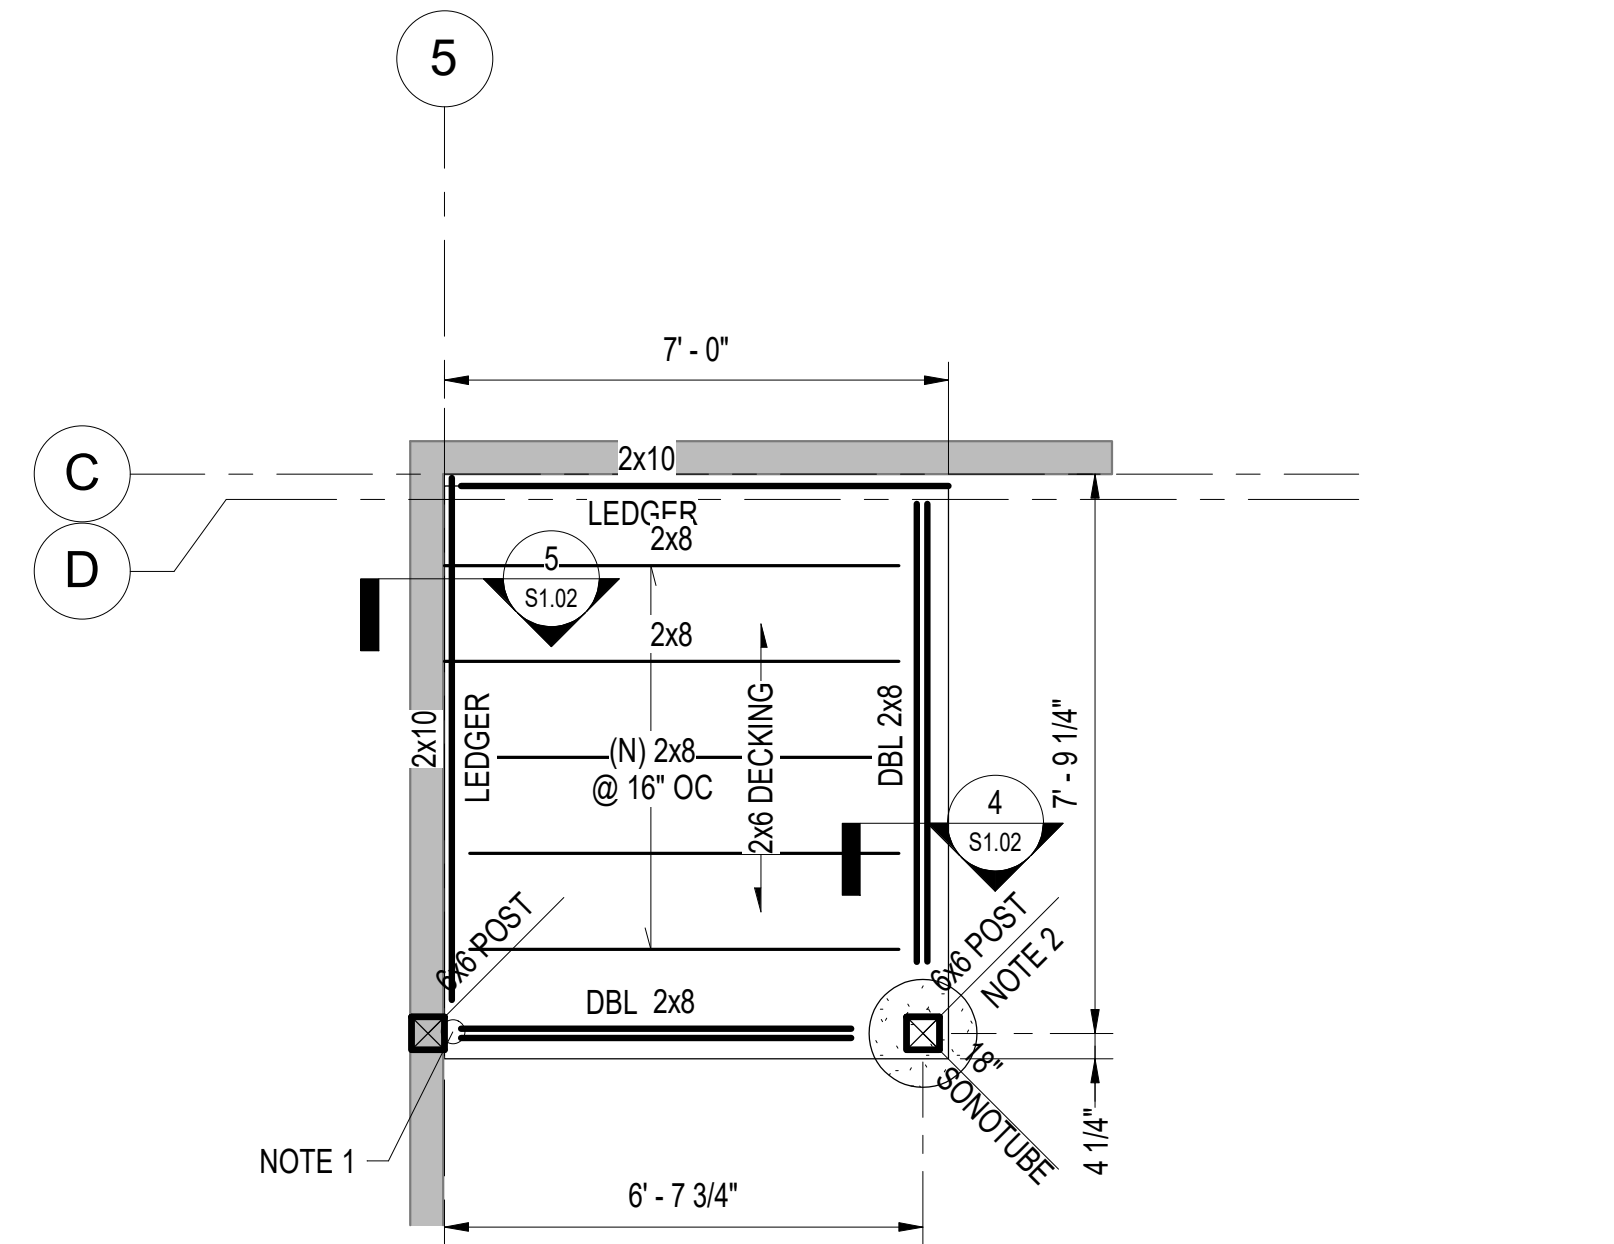 5
7' - 0"
C
2x10
LEDGER
2x8
D
5
S1.02
2x8
2x10
LEDGER
(N) 2x8
@ 16" OC
2x6 DECKING
DBL 2x8
7' - 9 1/4"
4
S1.02
6x6 POST
6x6 POST
NOTE 2
DBL 2x8
18"
SONOTUBE
4 1/4"
NOTE 1
6' - 7 3/4"